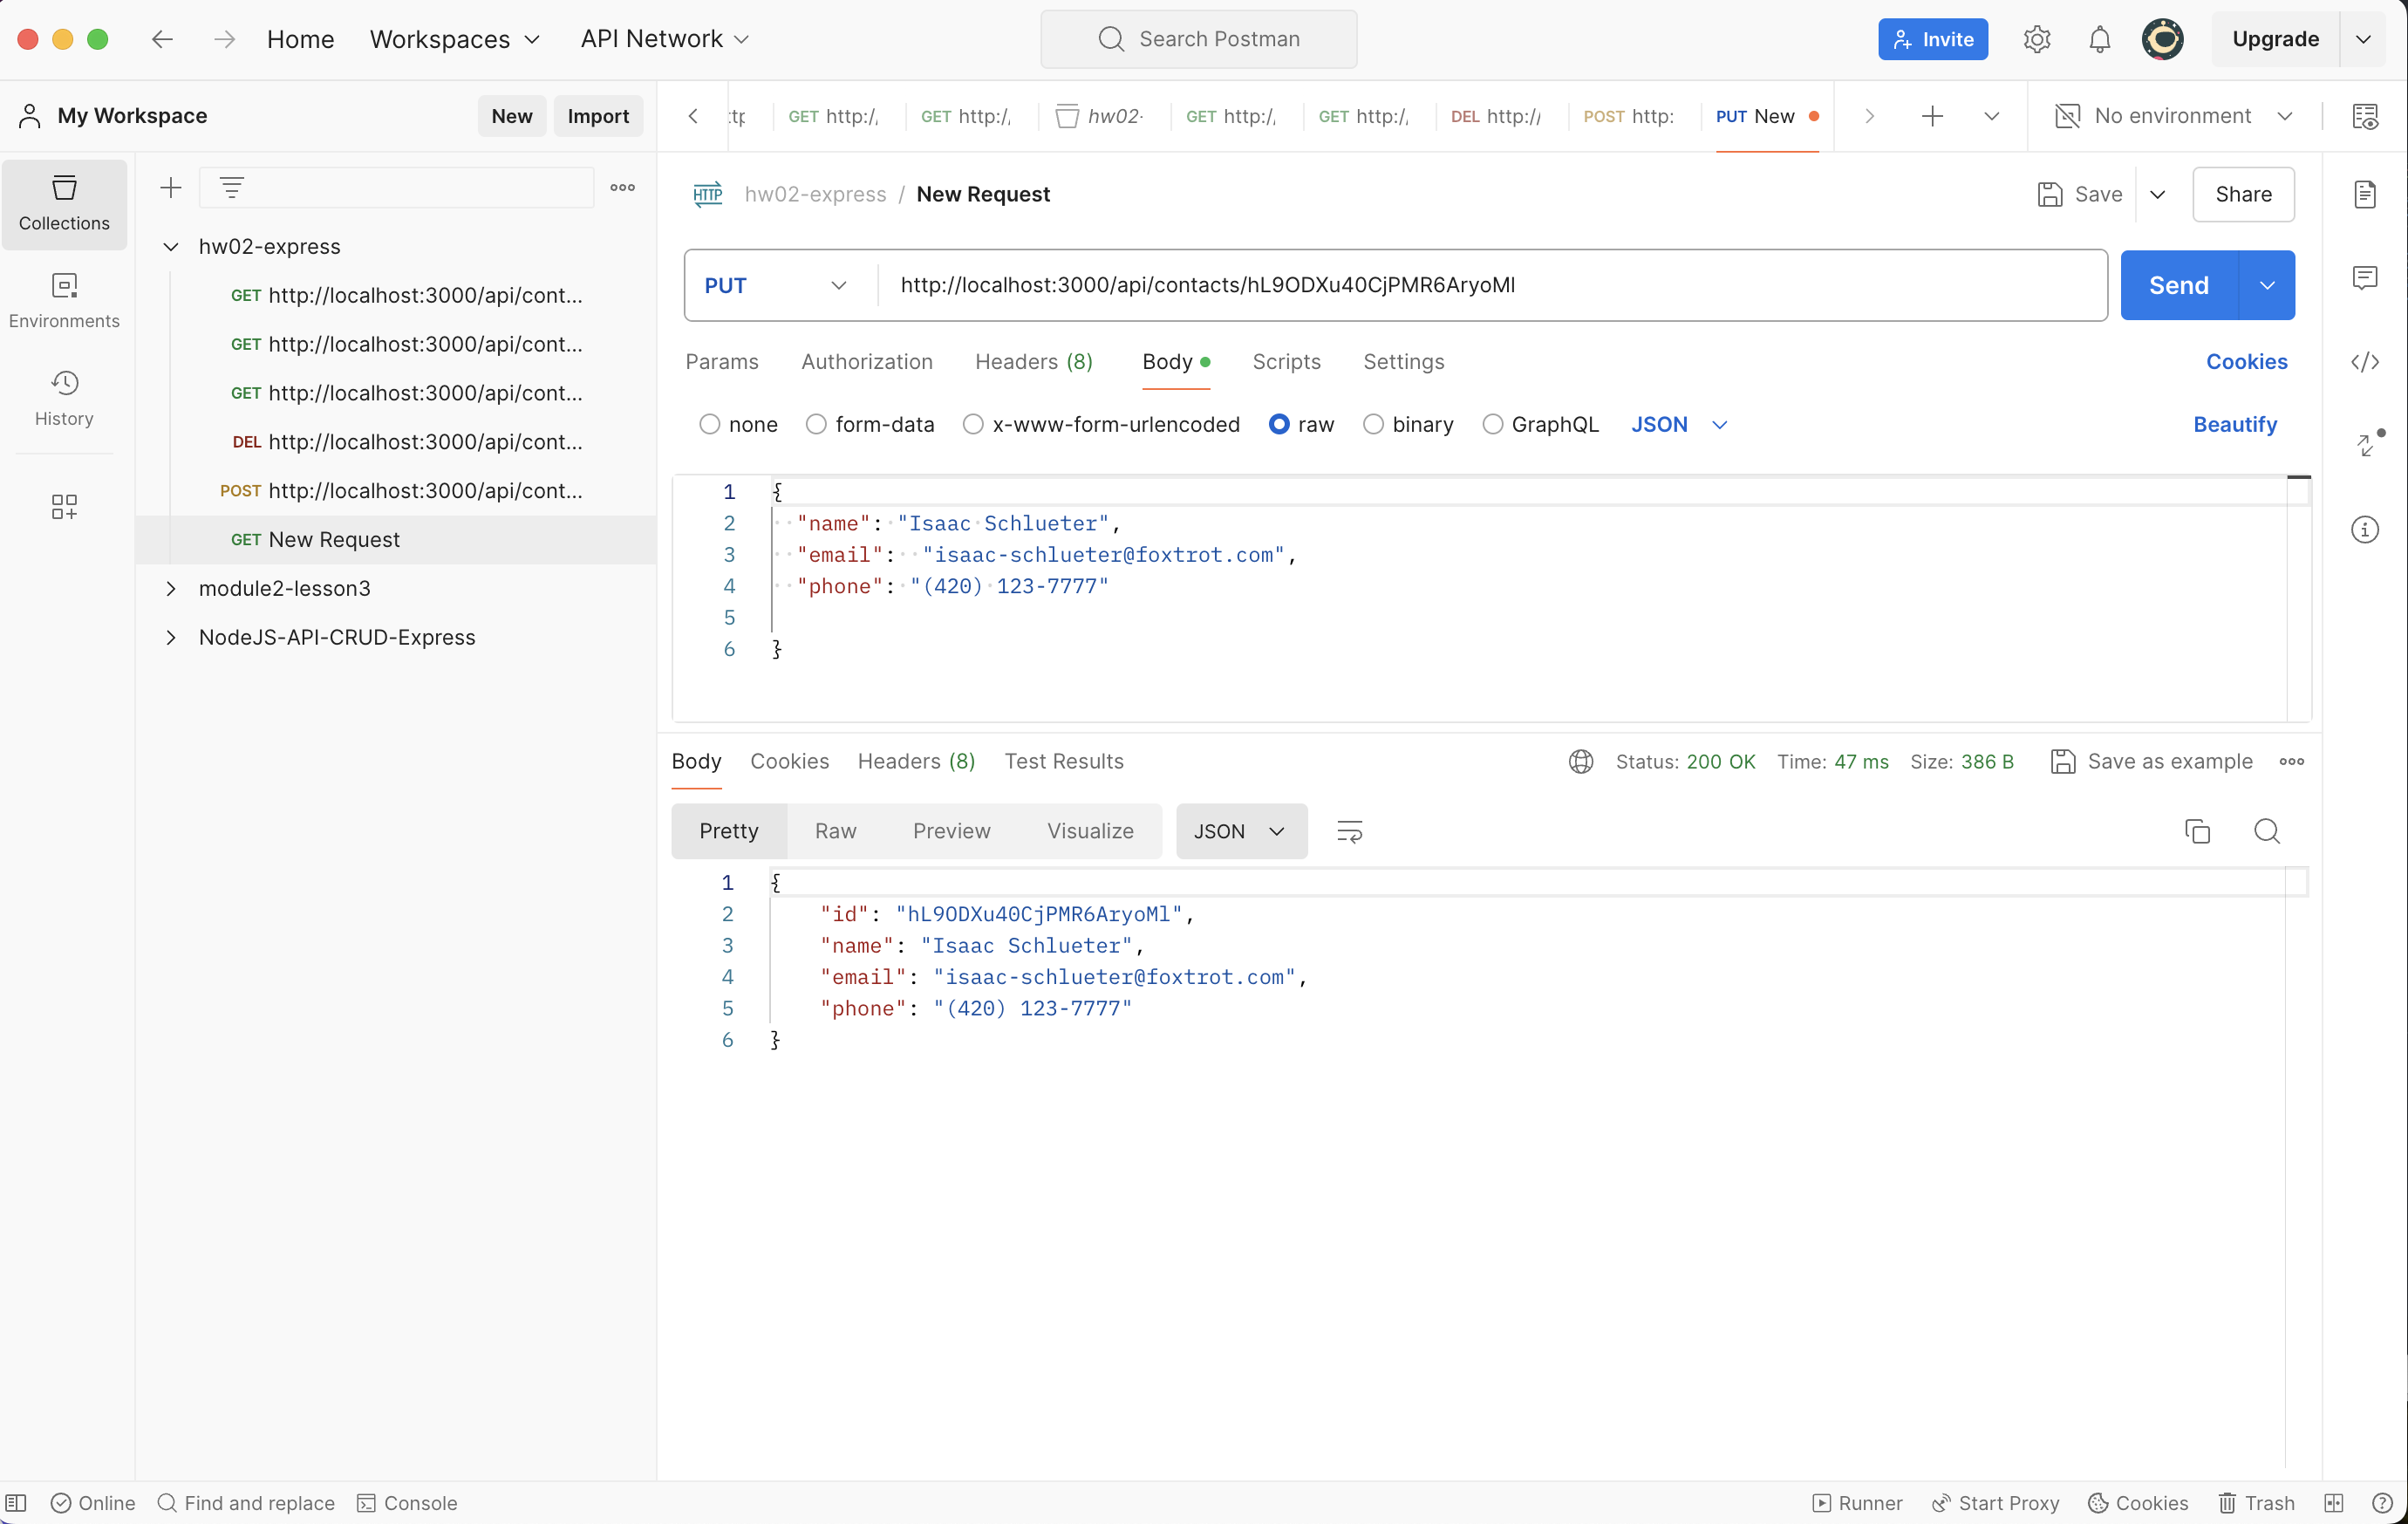 Home Workspaces API Network Search Postman Invite Upgrade
My Workspace New Import
GET http:/ GET http:/ hw02- GET http:/ GET http:/ DEL http:// POST http: PUT New No environment
Collections
Environments
History
hw02-express
GET http://localhost:3000/api/cont...
GET http://localhost:3000/api/cont...
GET http://localhost:3000/api/cont...
DEL http://localhost:3000/api/cont...
POST http://localhost:3000/api/cont...
GET New Request
module2-lesson3
NodeJS-API-CRUD-Express
HTTP hw02-express / New Request Save Share
PUT http://localhost:3000/api/contacts/hL9ODXu40CjPMR6AryoMl Send
Params Authorization Headers (8) Body Scripts Settings Cookies
none form-data x-www-form-urlencoded raw binary GraphQL JSON Beautify
1 {
2 "name": "Isaac Schlueter",
3 "email":  "isaac-schlueter@foxtrot.com",
4 "phone": "(420) 123-7777"
5
6 }
Body Cookies Headers (8) Test Results Status: 200 OK Time: 47 ms Size: 386 B Save as example
Pretty Raw Preview Visualize JSON
1 {
2 "id": "hL9ODXu40CjPMR6AryoMl",
3 "name": "Isaac Schlueter",
4 "email": "isaac-schlueter@foxtrot.com",
5 "phone": "(420) 123-7777"
6 }
Online Find and replace Console Runner Start Proxy Cookies Trash